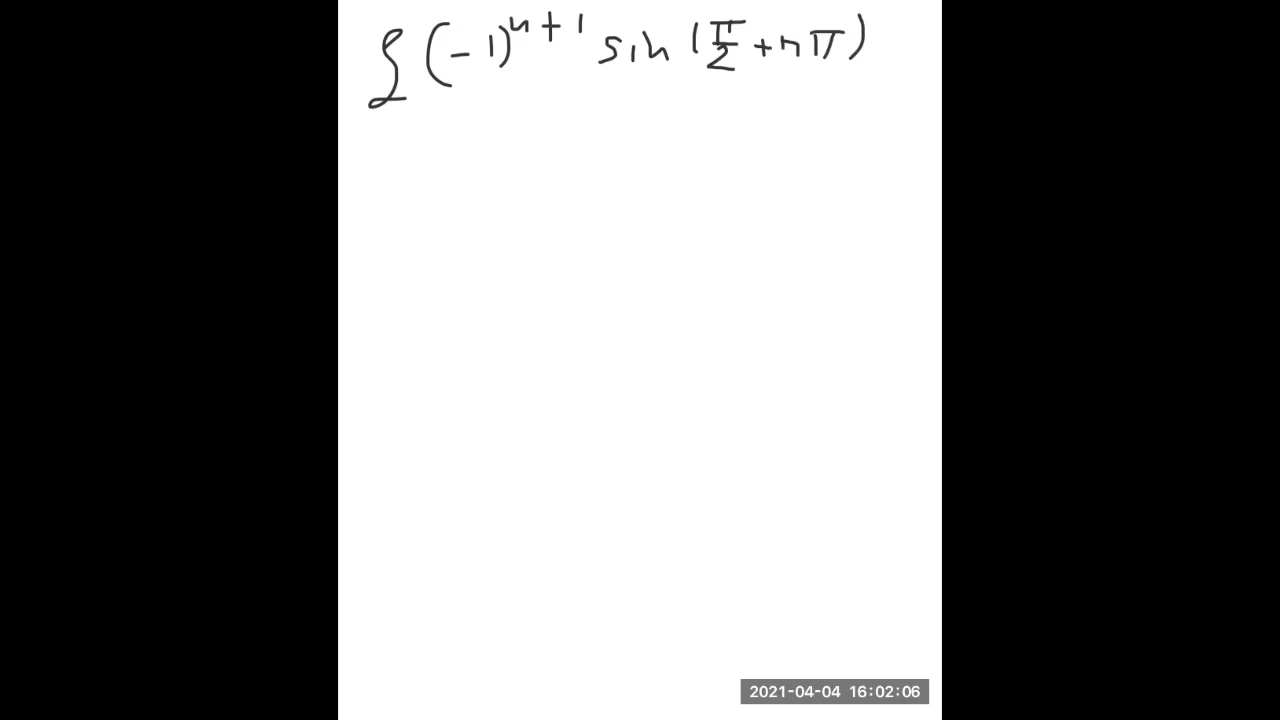 { (-1)^{n+1} sin (π/2 + nπ)
2021-04-04 16:02:06